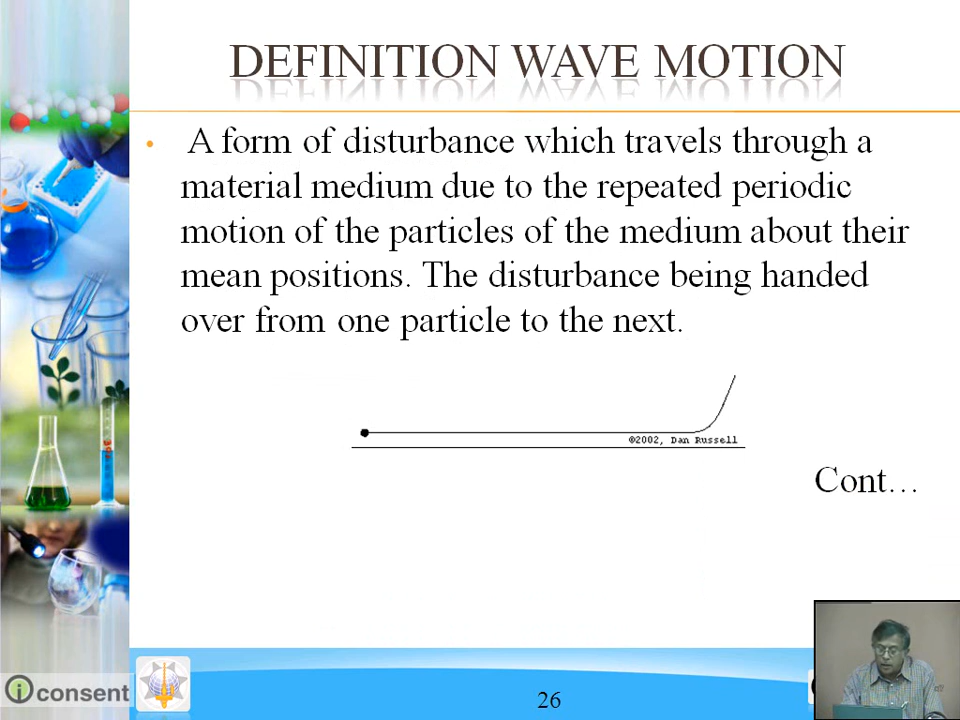 DEFINITION WAVE MOTION
• A form of disturbance which travels through a
material medium due to the repeated periodic
motion of the particles of the medium about their
mean positions. The disturbance being handed
over from one particle to the next.
©2002, Dan Russell
Cont...
iconsent
26